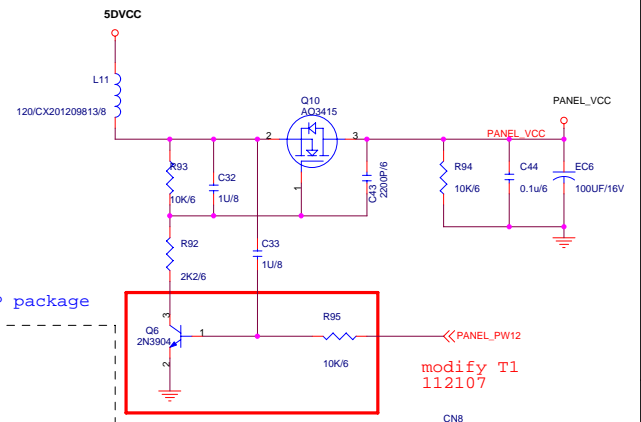 5DVCC
L11
120/CX201209813/8
Q10
AO3415
PANEL_VCC
2
3
PANEL_VCC
R93
10K/6
C32
1U/8
1
C43
2200P/6
R94
10K/6
C44
0.1u/6
EC6
100UF/16V
R92
2K2/6
C33
1U/8
package
3
Q6
2N3904
1
2
R95
10K/6
PANEL_PW12
modify T1
112107
CN8